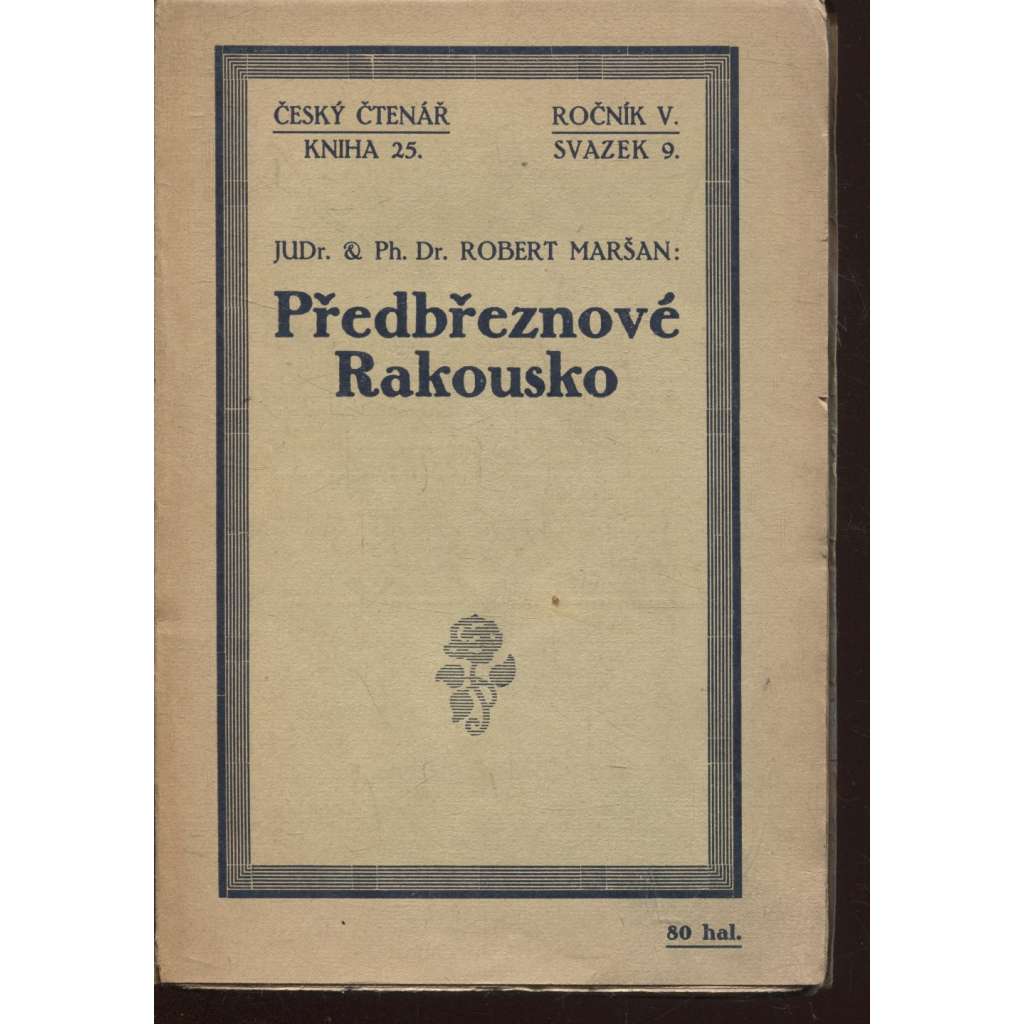 ČESKÝ ČTENÁŘ
KNIHA 25.
ROČNÍK V.
SVAZEK 9.
JUDr. & Ph. Dr. ROBERT MARŠAN:
Předbřeznové
Rakousko
80 hal.